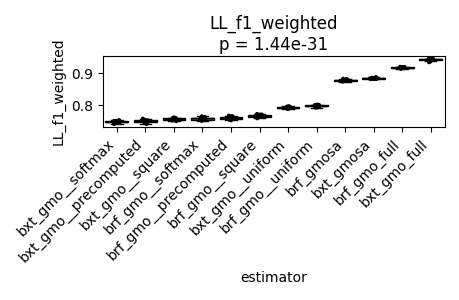 LL_f1_weighted
p = 1.44e-31
LL_f1_weighted
0.9
0.8
bxt_gmo__softmax
bxt_gmo__precomputed
bxt_gmo__square
brf_gmo__softmax
brf_gmo__precomputed
brf_gmo__square
bxt_gmo__uniform
brf_gmo__uniform
brf_gmosa
bxt_gmosa
brf_gmo_full
bxt_gmo_full
estimator